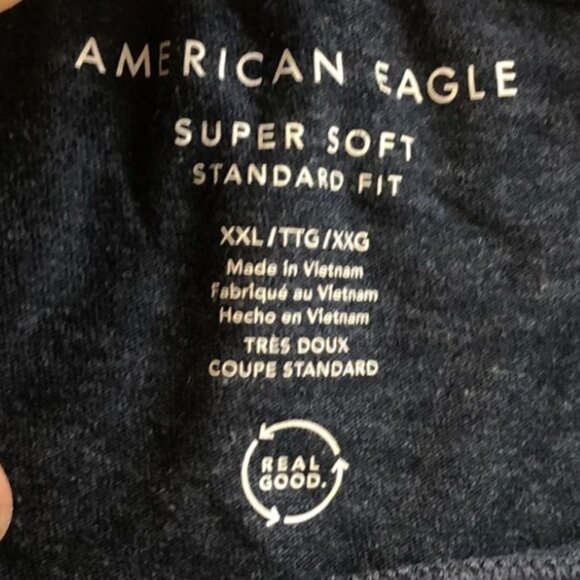 AMERICAN EAGLE
SUPER SOFT
STANDARD FIT
XXL/TTG/XXG
Made in Vietnam
Fabriqué au Vietnam
Hecho en Vietnam
TRÈS DOUX
COUPE STANDARD
REAL
GOOD.